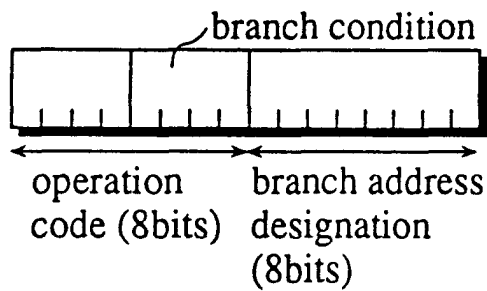 branch condition
operation
code (8bits)
branch address
designation
(8bits)